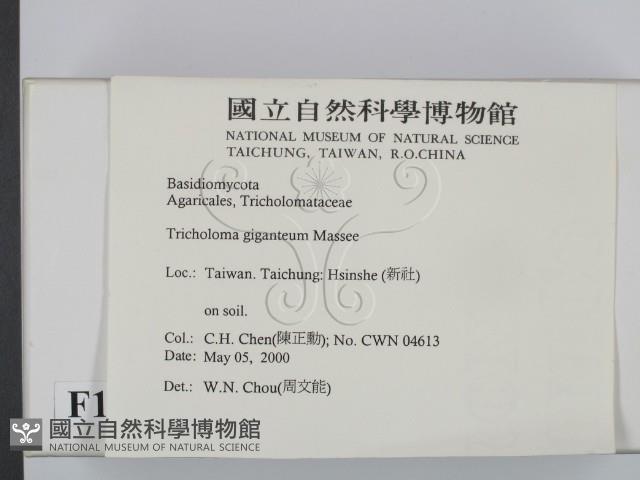 國立自然科學博物館
NATIONAL MUSEUM OF NATURAL SCIENCE
TAICHUNG, TAIWAN, R.O.CHINA
Basidiomycota
Agaricales, Tricholomataceae
Tricholoma giganteum Massee
Loc.: Taiwan. Taichung: Hsinshe (新社)
on soil.
Col.: C.H. Chen(陳正勳); No. CWN 04613
Date: May 05, 2000
Det.: W.N. Chou(周文能)
F1
國立自然科學博物館
NATIONAL MUSEUM OF NATURAL SCIENCE